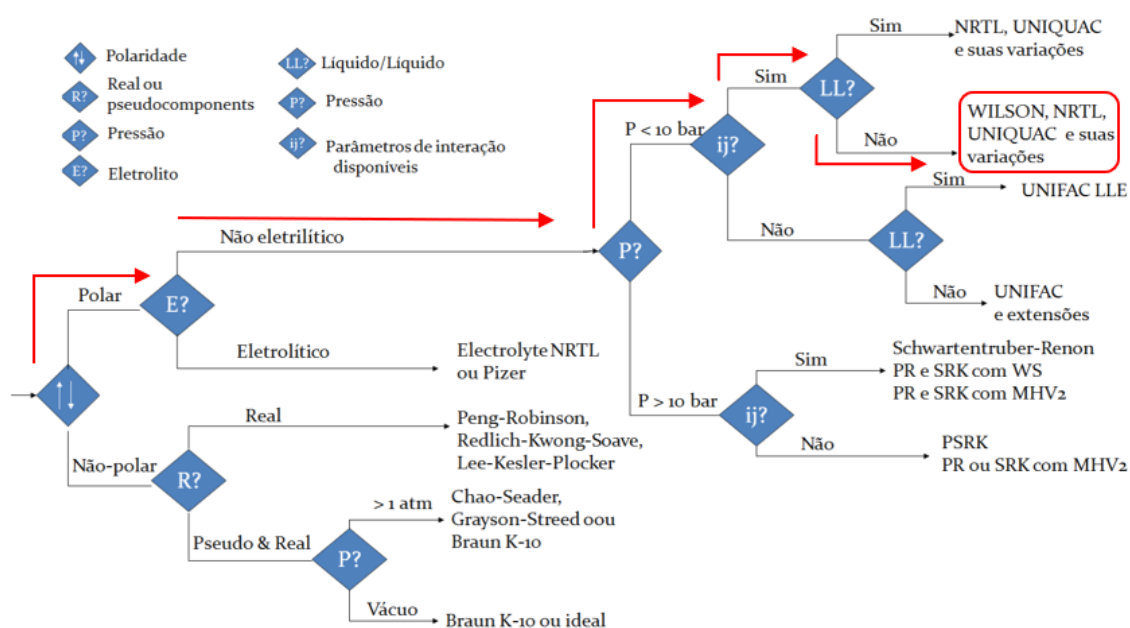 Polaridade
R?
Real ou
pseudocomponents
P?
Pressão
E?
Eletrolito
LL?
Líquido/Líquido
P?
Pressão
ij?
Parâmetros de interação
disponíveis
Sim
NRTL, UNIQUAC
e suas variações
LL?
Sim
Não
WILSON, NRTL,
UNIQUAC e suas
variações
P < 10 bar
ij?
Sim
UNIFAC LLE
Não
LL?
Não
UNIFAC
e extensões
Não eletrilítico
P?
Polar
E?
Eletrolítico
Electrolyte NRTL
ou Pizer
Sim
Schwartentruber-Renon
PR e SRK com WS
PR e SRK com MHV2
P > 10 bar
ij?
Não
PSRK
PR ou SRK com MHV2
Real
Peng-Robinson,
Redlich-Kwong-Soave,
Lee-Kesler-Plocker
Não-polar
R?
> 1 atm
Chao-Seader,
Grayson-Streed oou
Braun K-10
Pseudo & Real
P?
Vácuo
Braun K-10 ou ideal